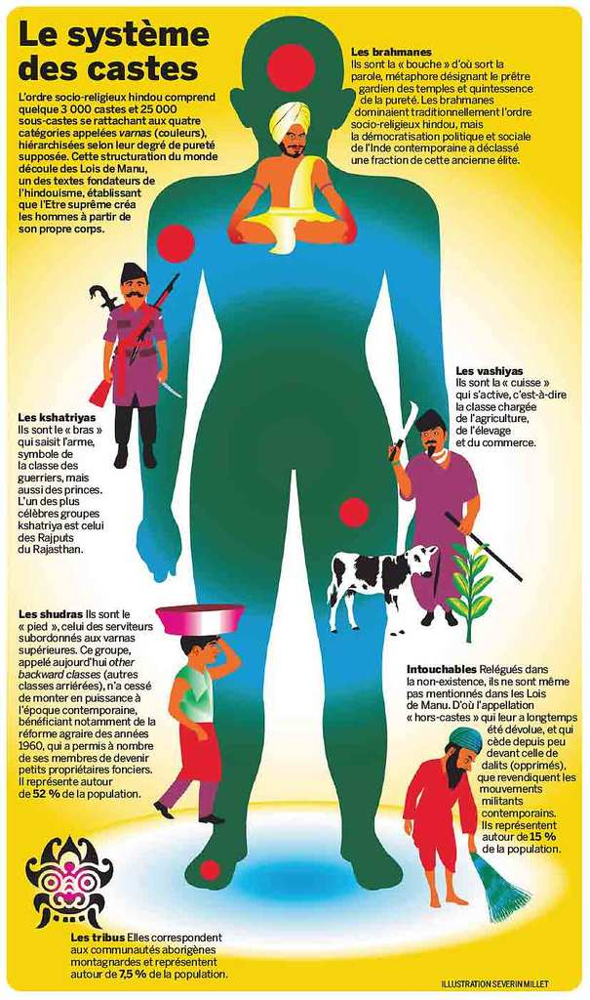 Le système
des castes
L'ordre socio-religieux hindou comprend
quelque 3 000 castes et 25 000
sous-castes se rattachant aux quatre
catégories appelées varnas (couleurs),
hiérarchisées selon leur degré de pureté
supposée. Cette structuration du monde
découle des Lois de Manu,
un des textes fondateurs de
l'hindouisme, établissant
que l'Etre suprême créa
les hommes à partir de
son propre corps.
Les brahmanes
Ils sont la « bouche » d'où sort la
parole, métaphore désignant le prêtre
gardien des temples et quintessence
de la pureté. Les brahmanes
dominaient traditionnellement l'ordre
socio-religieux hindou, mais
la démocratisation politique et sociale
de l'Inde contemporaine a déclassé
une fraction de cette ancienne élite.
Les kshatriyas
Ils sont le « bras »
qui saisit l'arme,
symbole de
la classe des
guerriers, mais
aussi des princes.
L'un des plus
célèbres groupes
kshatriya est celui
des Rajputs
du Rajasthan.
Les vashiyas
Ils sont la « cuisse »
qui s'active, c'est-à-dire
la classe chargée
de l'agriculture,
de l'élevage
et du commerce.
Les shudras Ils sont le
« pied », celui des serviteurs
subordonnés aux varnas
supérieures. Ce groupe,
appelé aujourd'hui other
backward classes (autres
classes arriérées), n'a cessé
de monter en puissance à
l'époque contemporaine,
bénéficiant notamment de la
réforme agraire des années
1960, qui a permis à nombre
de ses membres de devenir
petits propriétaires fonciers.
Il représente autour
de 52 % de la population.
Intouchables Relégués dans
la non-existence, ils ne sont même
pas mentionnés dans les Lois
de Manu. D'où l'appellation
« hors-castes » qui leur a longtemps
été dévolue, et qui
cède depuis peu
devant celle de
dalits (opprimés),
que revendiquent les
mouvements
militants
contemporains.
Ils représentent
autour de 15 %
de la population.
Les tribus Elles correspondent
aux communautés aborigènes
montagnardes et représentent
autour de 7,5 % de la population.
ILLUSTRATION SEVERIN MILLET